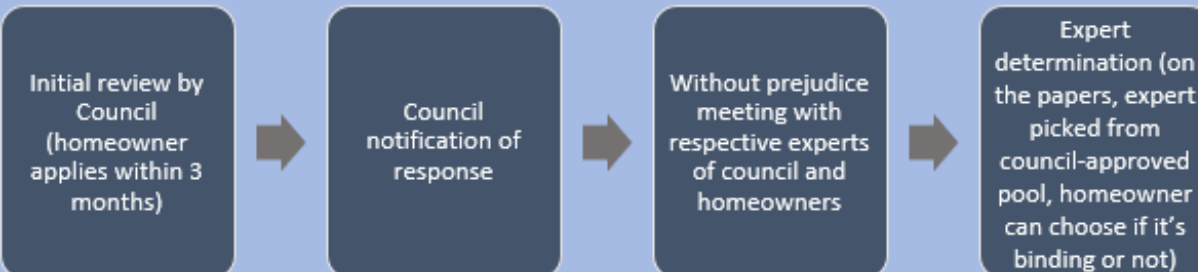 Initial review by
Council
(homeowner
applies within 3
months)
Council
notification of
response
Without prejudice
meeting with
respective experts
of council and
homeowners
Expert
determination (on
the papers, expert
picked from
council-approved
pool, homeowner
can choose if it's
binding or not)